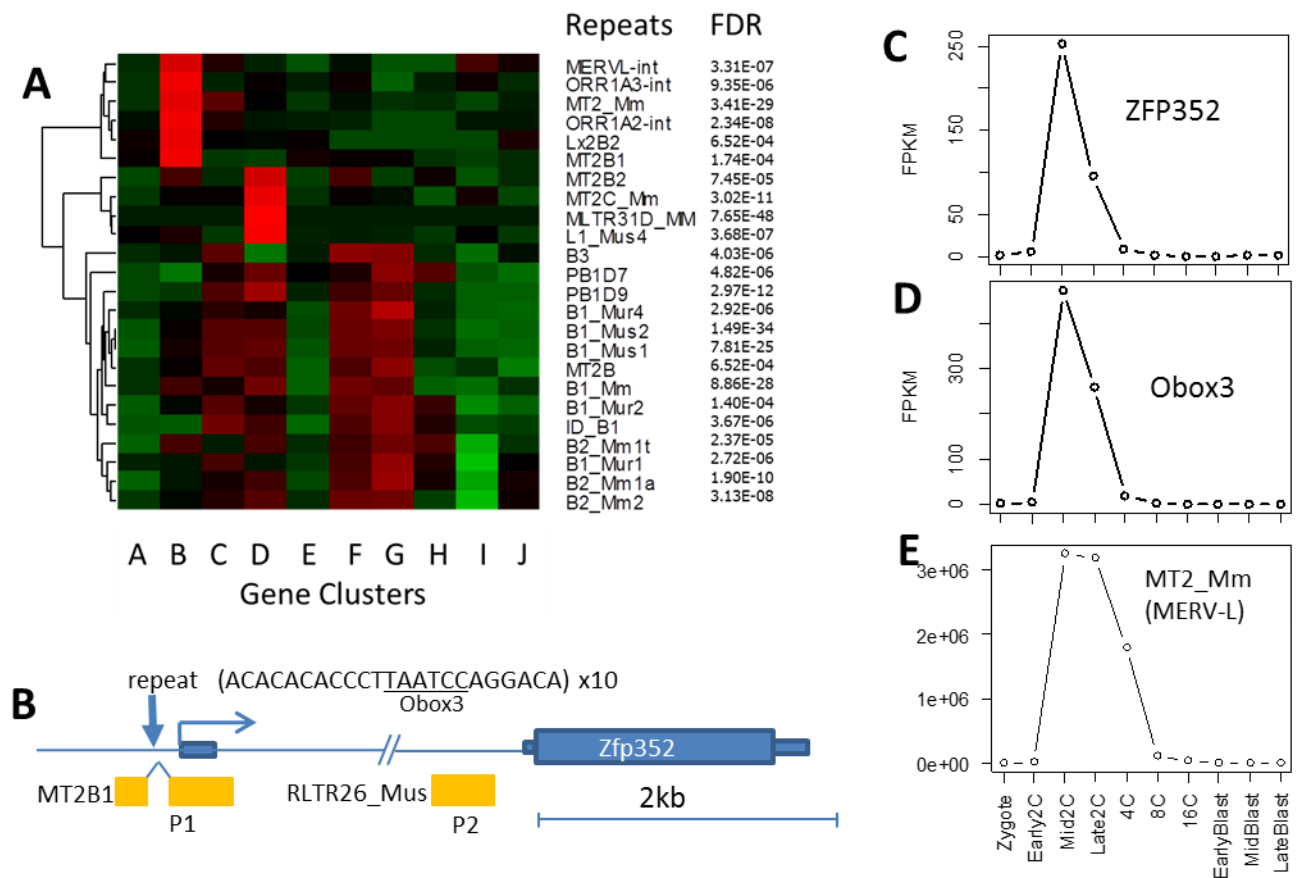 A
Repeats FDR
MERVL-int 3.31E-07
ORR1A3-int 9.35E-06
MT2_Mm 3.41E-29
ORR1A2-int 2.34E-08
Lx2B2 6.52E-04
MT2B1 1.74E-04
MT2B2 7.45E-05
MT2C_Mm 3.02E-11
MLTR31D_MM 7.65E-48
L1_Mus4 3.68E-07
B3 4.03E-06
PB1D7 4.82E-06
PB1D9 2.97E-12
B1_Mur4 2.92E-06
B1_Mus2 1.49E-34
B1_Mus1 7.81E-25
MT2B 6.52E-04
B1_Mm 8.86E-28
B1_Mur2 1.40E-04
ID_B1 3.67E-06
B2_Mm1t 2.37E-05
B1_Mur1 2.72E-06
B2_Mm1a 1.90E-10
B2_Mm2 3.13E-08
A B C D E F G H I J
Gene Clusters
B
repeat (ACACACACCCTTAATCCAGGACA) x10
Obox3
Zfp352
MT2B1
P1
RLTR26_Mus
P2
2kb
C
FPKM
250
150
50
0
ZFP352
D
FPKM
300
100
0
Obox3
E
3e+06
2e+06
1e+06
0e+00
MT2_Mm
(MERV-L)
Zygote
Early2C
Mid2C
Late2C
4C
8C
16C
EarlyBlast
MidBlast
LateBlast